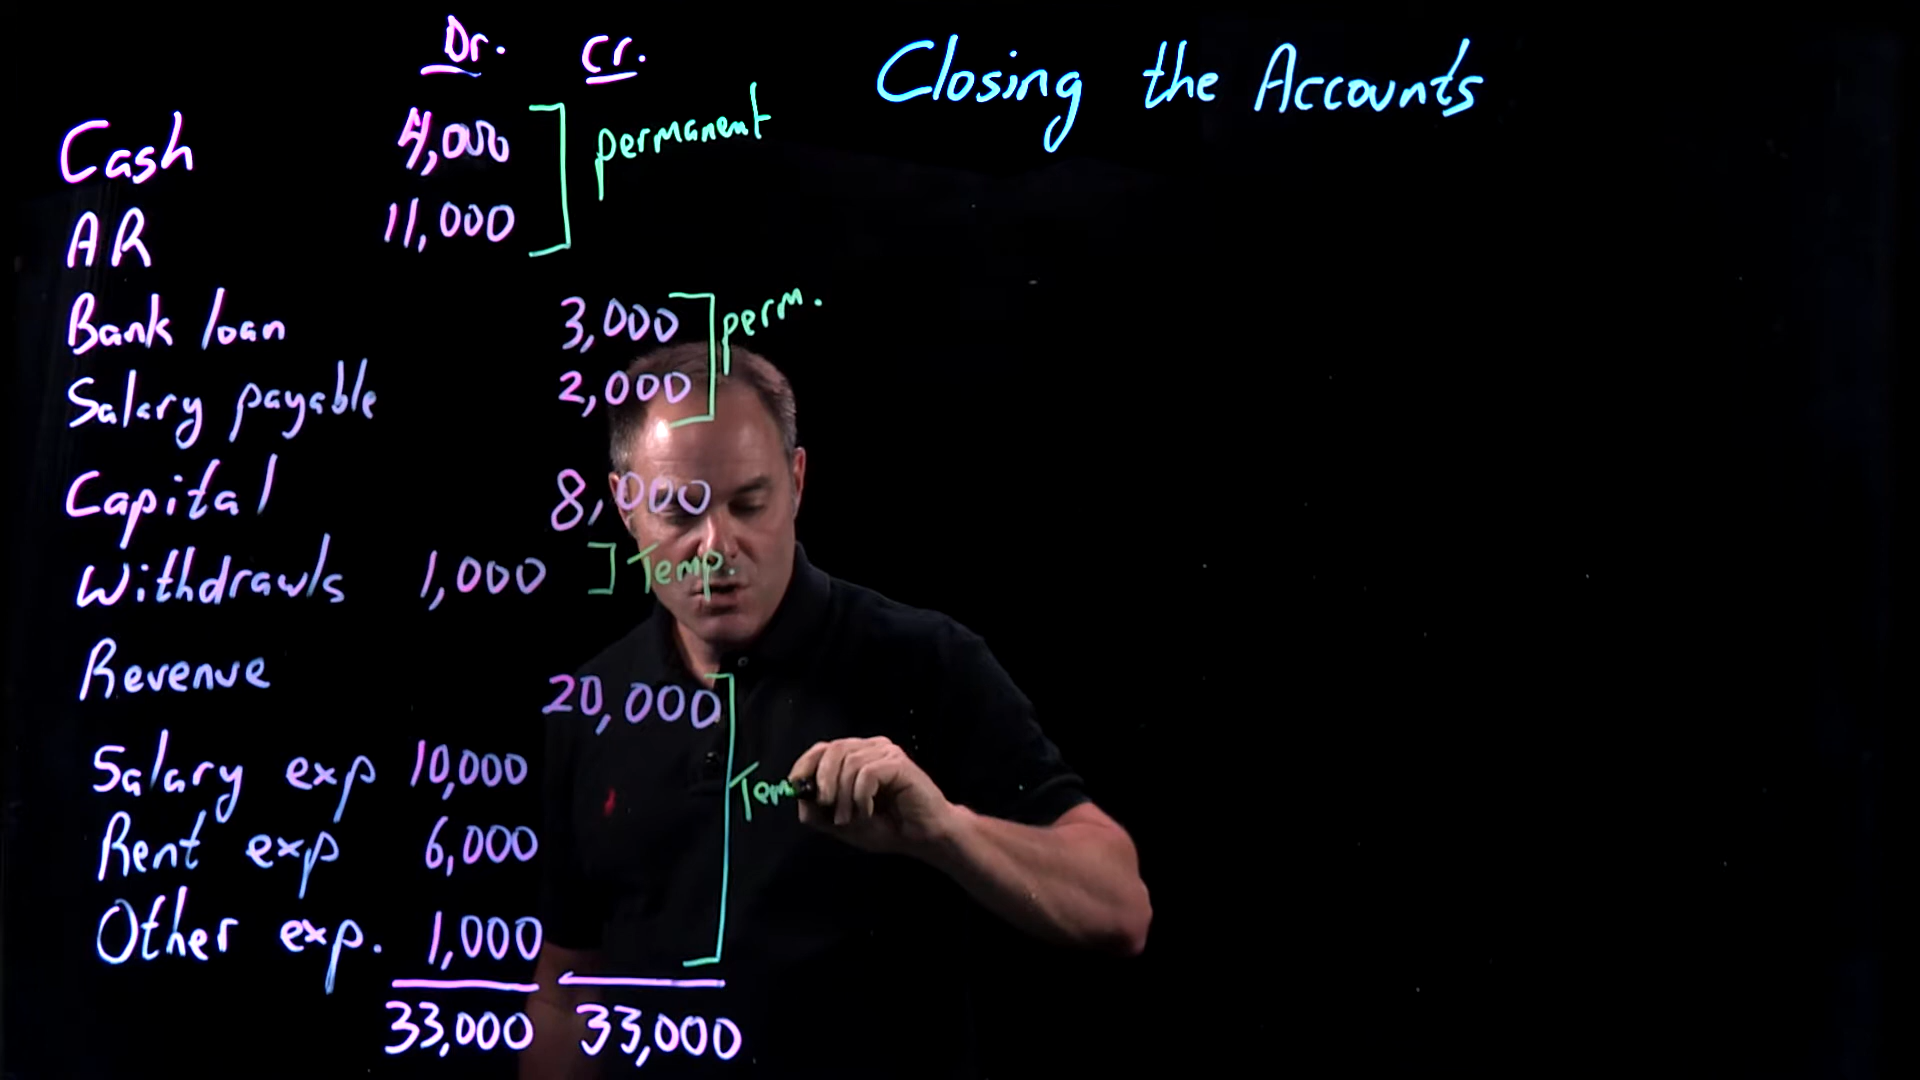 Dr. Cr.
Closing the Accounts
Cash 4,000 permanent
AR 11,000
Bank loan 3,000 perm.
Salary payable 2,000
Capital 8,000
Withdrawls 1,000 Temp.
Revenue 20,000
Salary exp 10,000 Tem
Rent exp 6,000
Other exp. 1,000
33,000 33,000